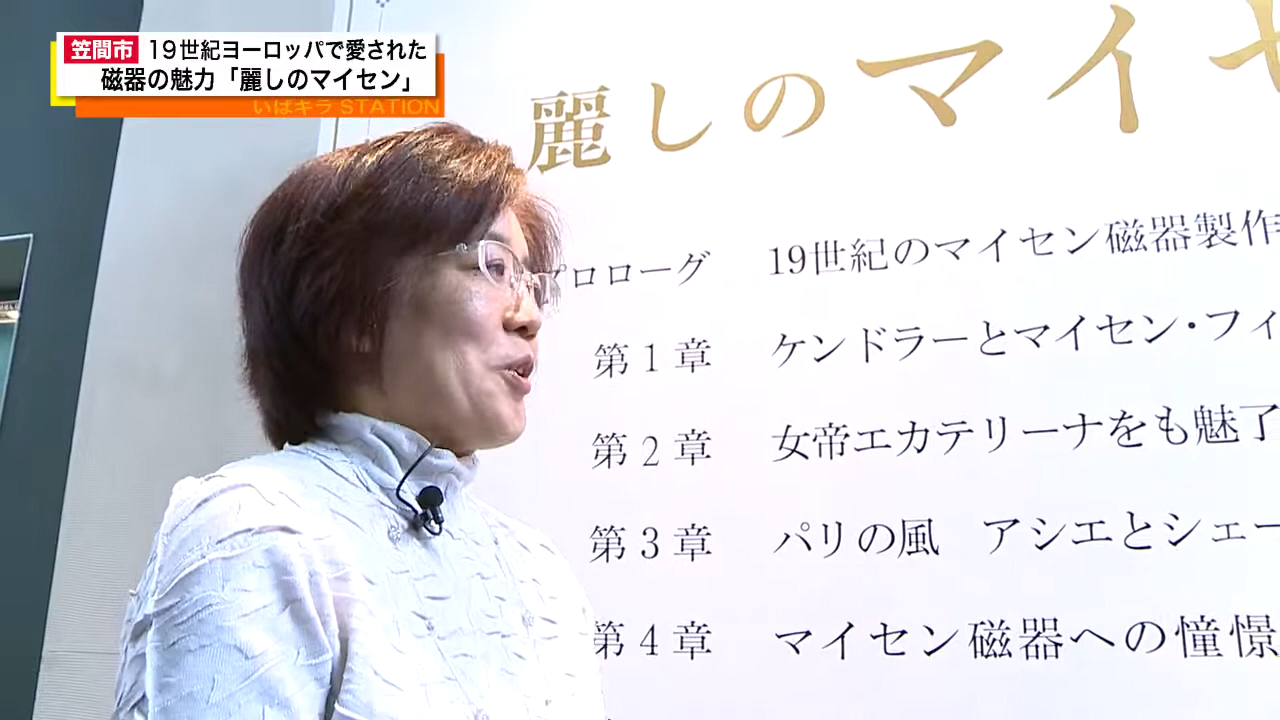 笠間市 19世紀ヨーロッパで愛された
磁器の魅力「麗しのマイセン」
いばキラ STATION
麗しのマイセ
プロローグ 19世紀のマイセン磁器製作
第1章 ケンドラーとマイセン・フィ
第2章 女帝エカテリーナをも魅了
第3章 パリの風 アシエとシェー
第4章 マイセン磁器への憧憬